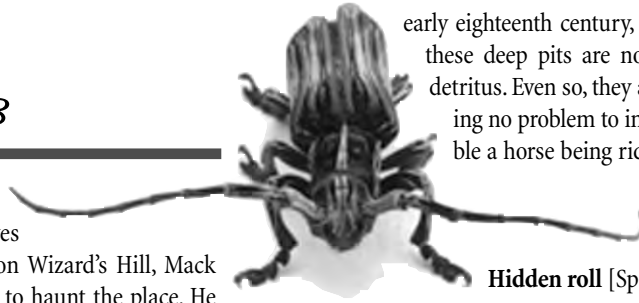 on Wizard's Hill, Mack
to haunt the place. He
early eighteenth century,
these deep pits are no
detritus. Even so, they a
ing no problem to in
ble a horse being
Hidden roll [Sp